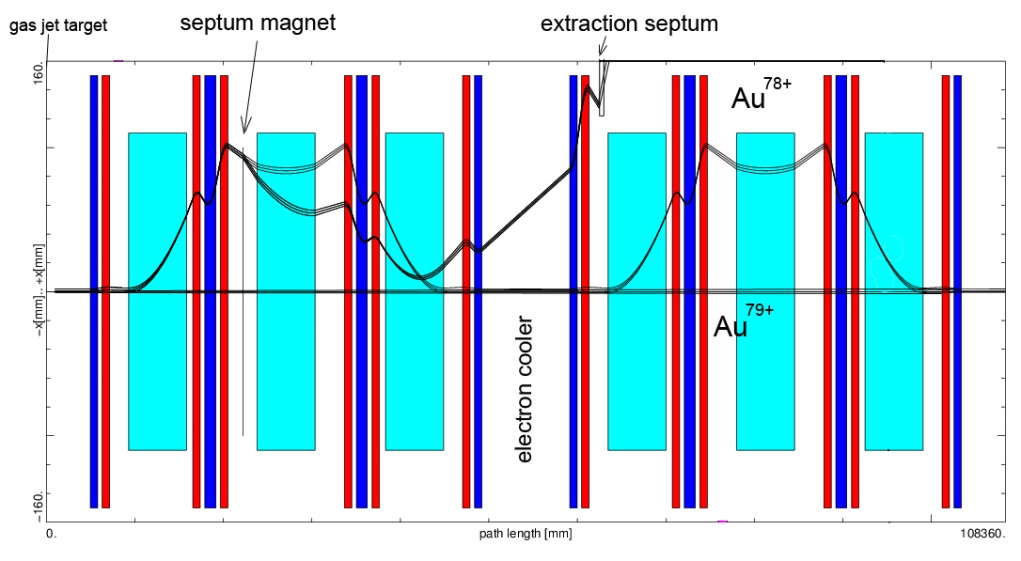 gas jet target
septum magnet
extraction septum
160.
Au78+
-x[mm].. +x[mm]
Au79+
electron cooler
-160.
0.
path length [mm]
108360.